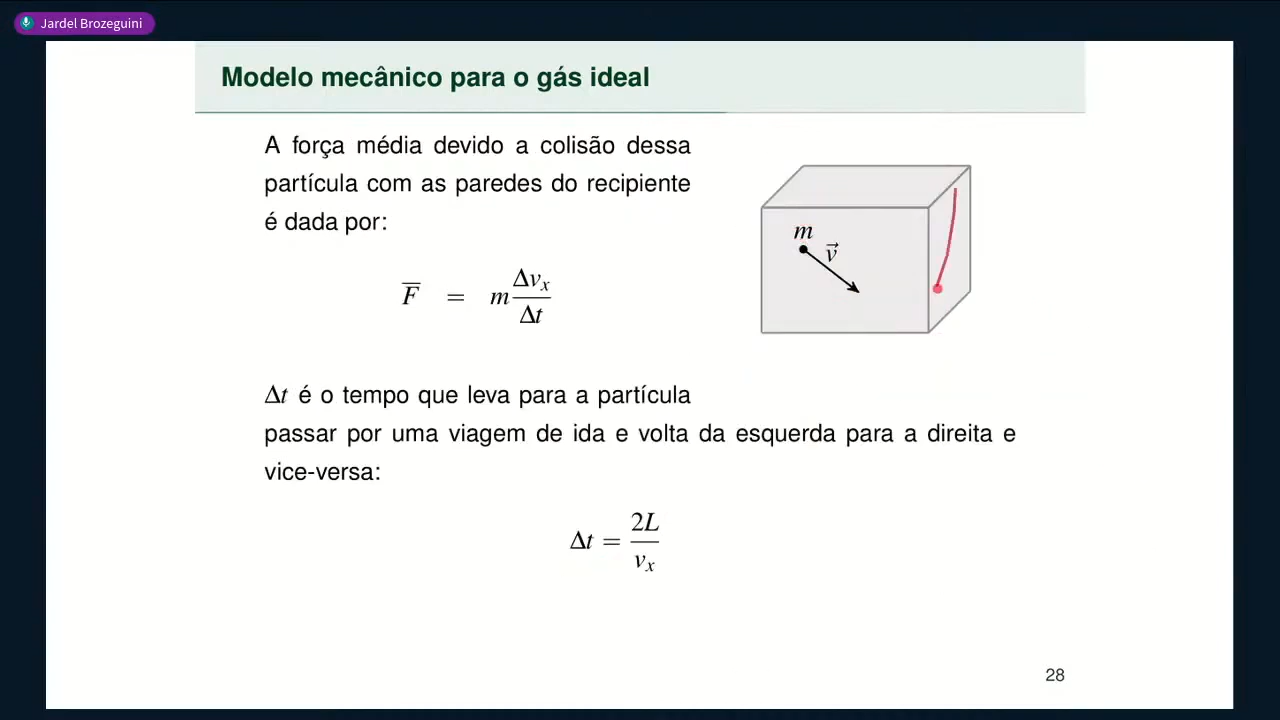 Jardel Brozeguini
Modelo mecânico para o gás ideal
A força média devido a colisão dessa
partícula com as paredes do recipiente
é dada por:
m
v⃗
F̅ = m Δvₓ/Δt
Δt é o tempo que leva para a partícula
passar por uma viagem de ida e volta da esquerda para a direita e
vice-versa:
Δt = 2L/vₓ
28